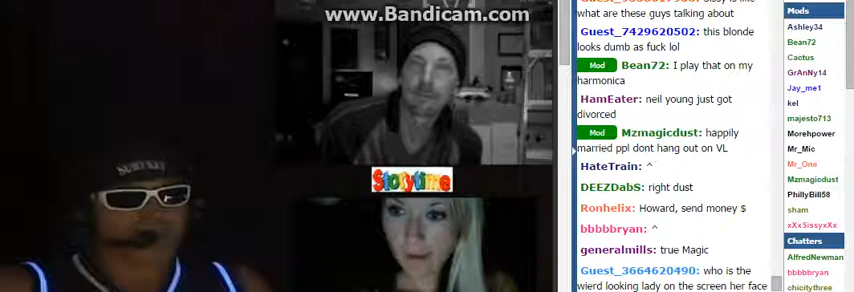 www.Bandicam.com
Storytime
what are these guys talking about
Guest_7429620502: this blonde
looks dumb as fuck lol
Mod Bean72: I play that on my
harmonica
HamEater: neil young just got
divorced
Mod Mzmagicdust: happily
married ppl dont hang out on VL
HateTrain: ^
DEEZDabS: right dust
Ronhelix: Howard, send money $
bbbbbryan: ^
generalmills: true Magic
Guest_3664620490: who is the
wierd looking lady on the screen her face
Mods
Ashley34
Bean72
Cactus
GrAnNy14
Jay_me1
kel
majesto713
Morehpower
Mr_Mic
Mr_One
Mzmagicdust
PhillyBill58
sham
xXxSissyxXx
Chatters
AlfredNewman
bbbbbryan
chicitythree